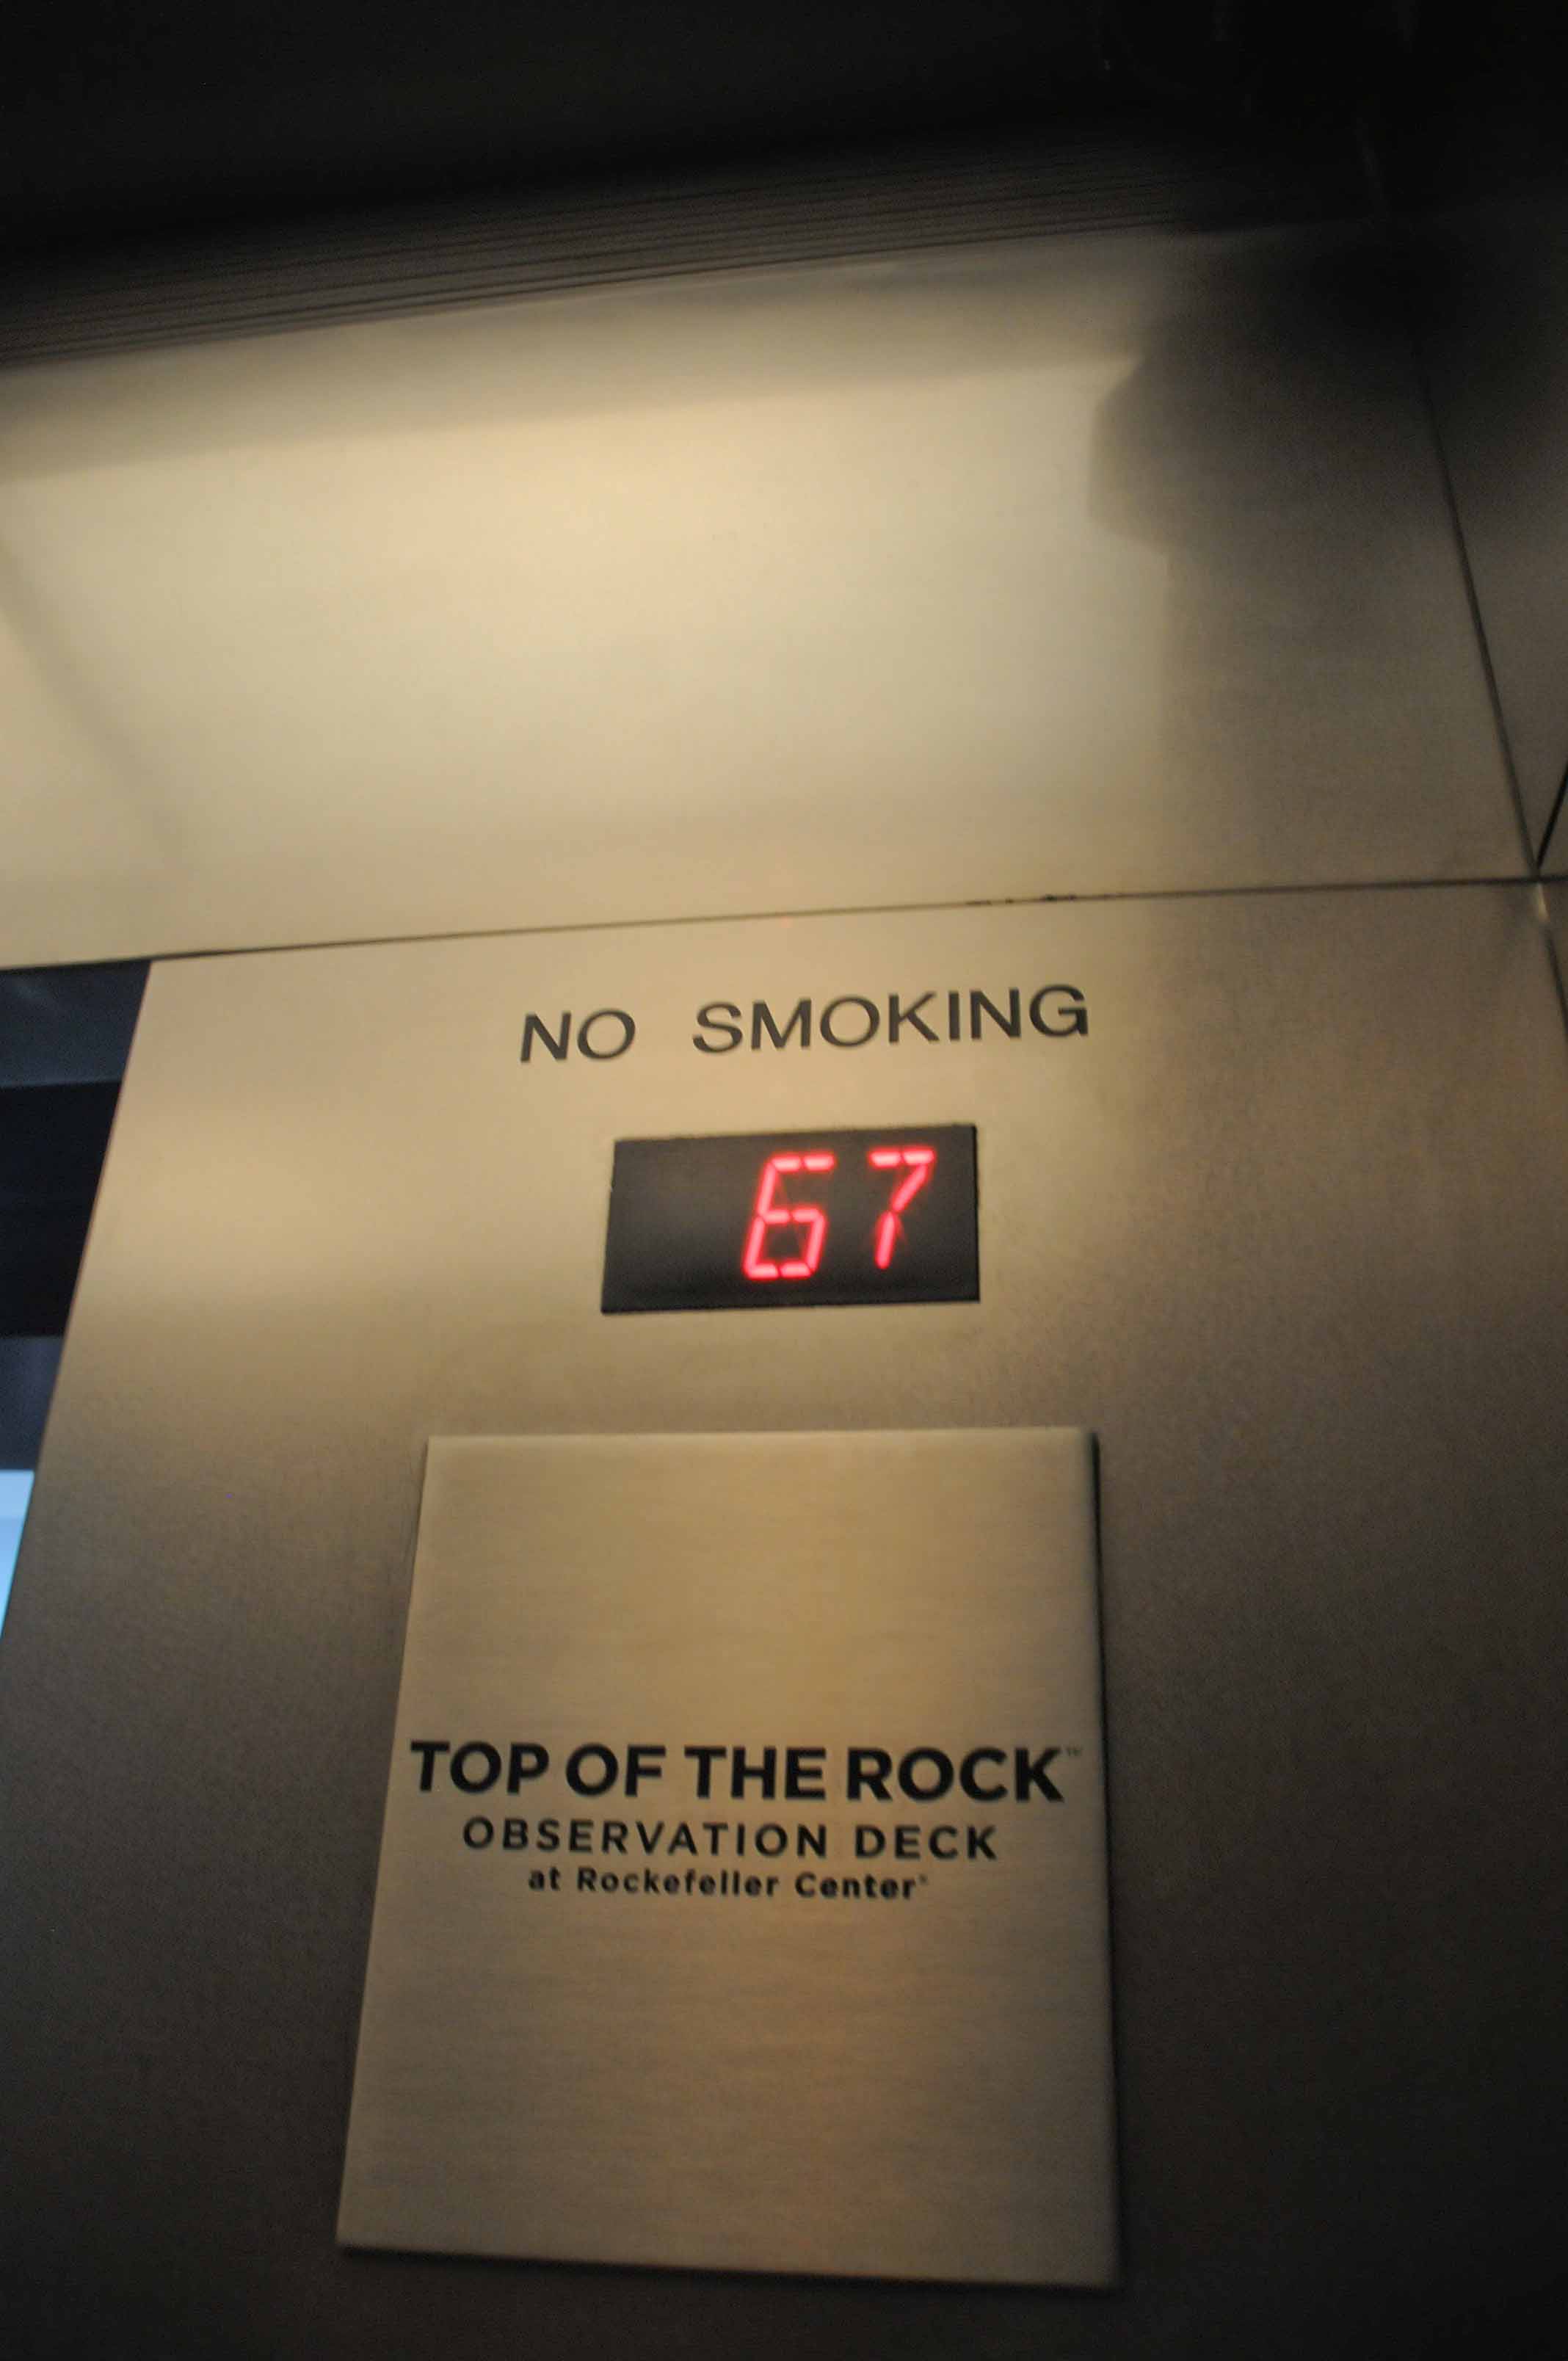 NO SMOKING
67
TOP OF THE ROCK™
OBSERVATION DECK
at Rockefeller Center®